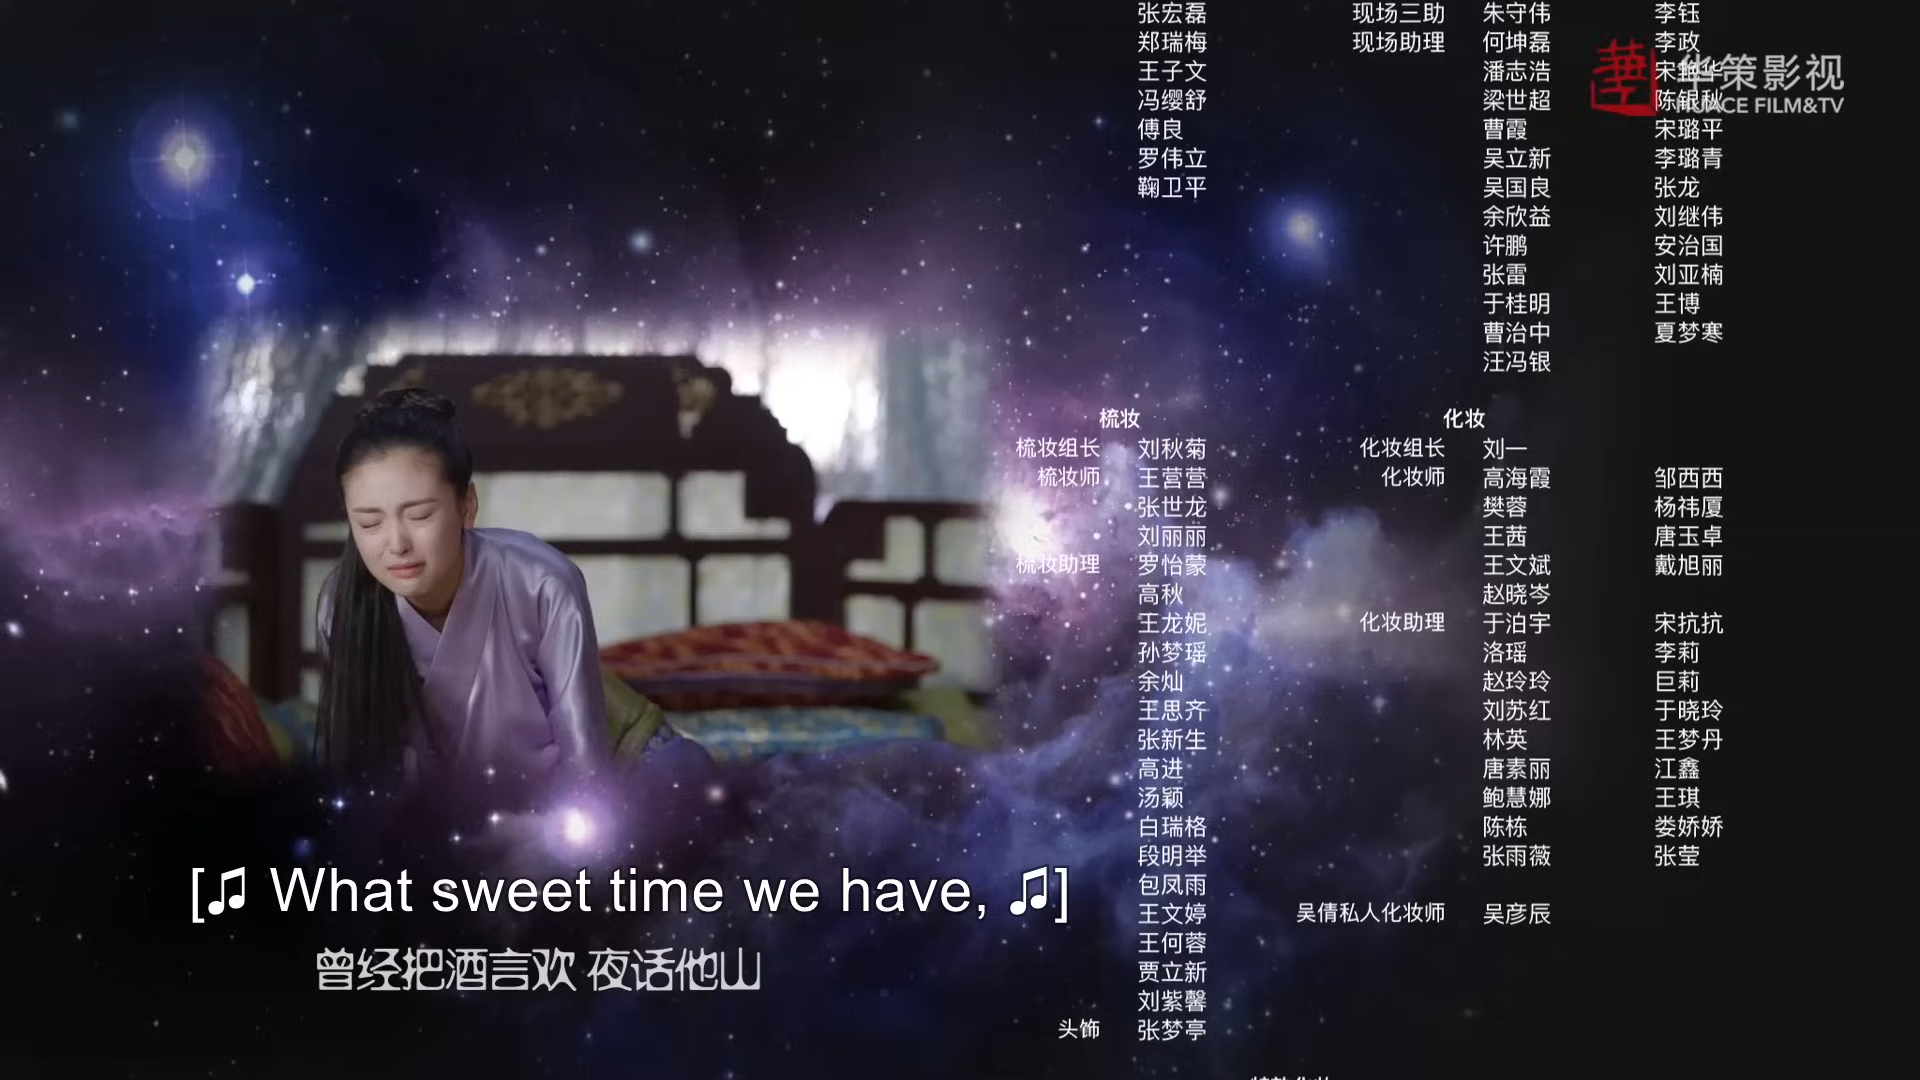 张宏磊 现场三助 朱守伟 李钰
郑瑞梅 现场助理 何坤磊 李政
王子文 潘志浩
冯缨舒 梁世超 陈银秋
傅良 曹霞 宋璐平
罗伟立 吴立新 李璐青
鞠卫平 吴国良 张龙
余欣益 刘继伟
许鹏 安治国
张雷 刘亚楠
于桂明 王博
曹治中 夏梦寒
汪冯银
华策影视
HUACE FILM&TV
梳妆 化妆
梳妆组长 刘秋菊 化妆组长 刘一
梳妆师 王营营 化妆师 高海霞 邹西西
张世龙 樊蓉 杨祎厦
刘丽丽 王茜 唐玉卓
梳妆助理 罗怡蒙 王文斌 戴旭丽
高秋 赵晓岑
王龙妮 化妆助理 于泊宇 宋抗抗
孙梦瑶 洛瑶 李莉
余灿 赵玲玲 巨莉
王思齐 刘苏红 于晓玲
张新生 林英 王梦丹
高进 唐素丽 江鑫
汤颖 鲍慧娜 王琪
白瑞格 陈栋 娄娇娇
段明举 张雨薇 张莹
包凤雨
王文婷 吴倩私人化妆师 吴彦辰
王何蓉
贾立新
刘紫馨
头饰 张梦亭
[♫ What sweet time we have, ♫]
曾经把酒言欢 夜话他山